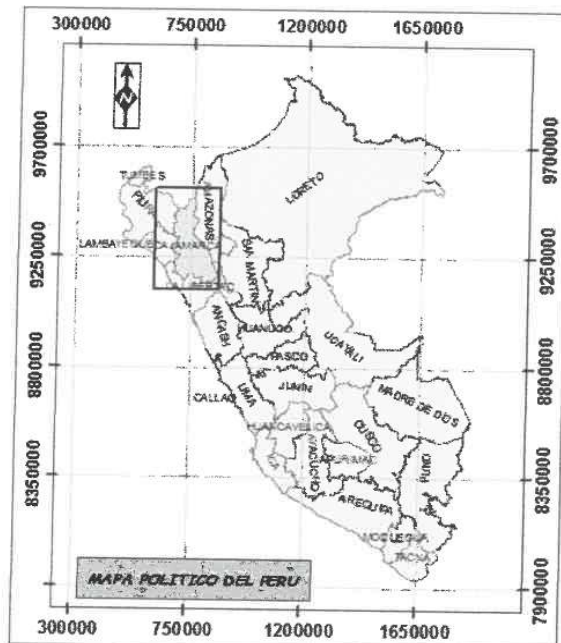 300000 750000 1200000 1650000
N
9700000 9700000
TUMBES
LORETO
AMAZONAS
9250000 9250000
SAN MARTIN
ANCASH
HUANUCO
UCAYALI
PASCO
8800000 8800000
JUNIN
CALLAO
LIMA
MADRE DE DIOS
HUANCAVELICA
CUSCO
AYACUCHO
APURIMAC
PUNO
8350000 8350000
ICA
AREQUIPA
MOQUEGUA
TACNA
MAPA POLITICO DEL PERU
7900000
300000 750000 1200000 1650000